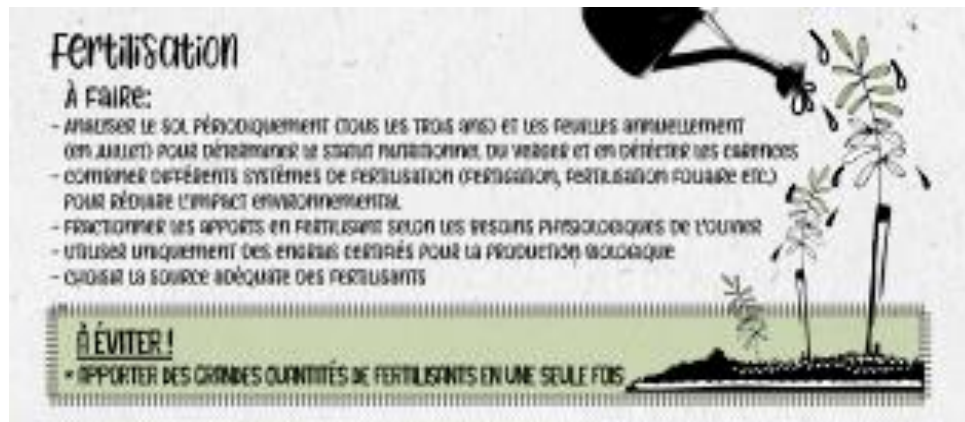 Fertilisation
À FAIRE:
- ANALYSER LE SOL PÉRIODIQUEMENT (TOUS LES TROIS ANS) ET LES FEUILLES ANNUELLEMENT
(EN JUILLET) POUR DÉTERMINER LE STATUT NUTRITIONNEL DU VERGER ET EN DÉTÉCTER LES CARENCES
- COMBINER DIFFÉRENTS SYSTÈMES DE FERTILISATION (FERTIGATION, FERTILISATION FOLIAIRE ETC.)
POUR RÉDUIRE L'IMPACT ENVIRONNEMENTAL
- FRACTIONNER LES APPORTS EN FERTILISANT SELON LES BESOINS PHYSIOLOGIQUES DE L'OLIVIER
- UTILISER UNIQUEMENT DES ENGRAIS CERTIFIÉS POUR LA PRODUCTION BIOLOGIQUE
- CHOISIR LA SOURCE ADÉQUATE DES FERTILISANTS
À ÉVITER !
* APPORTER DES GRANDES QUANTITÉS DE FERTILISANTS EN UNE SEULE FOIS